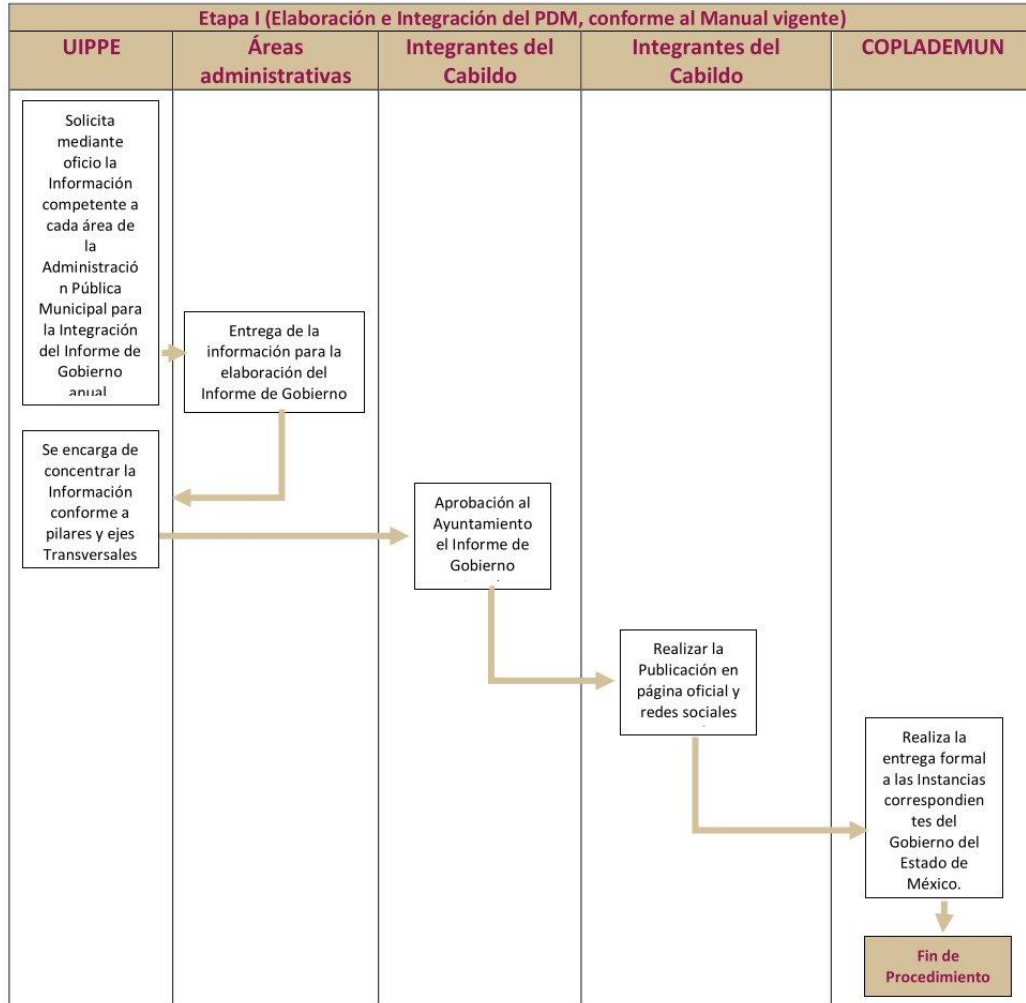 Etapa I (Elaboración e Integración del PDM, conforme al Manual vigente)
UIPPE
Áreas
administrativas
Integrantes del
Cabildo
Integrantes del
Cabildo
COPLADEMUN
Solicita
mediante
oficio la
Información
competente a
cada área de
la
Administració
n Pública
Municipal para
la Integración
del Informe de
Gobierno
anual
Entrega de la
información para la
elaboración del
Informe de Gobierno
Se encarga de
concentrar la
Información
conforme a
pilares y ejes
Transversales
Aprobación al
Ayuntamiento
el Informe de
Gobierno
Realizar la
Publicación en
página oficial y
redes sociales
Realiza la
entrega formal
a las Instancias
correspondien
tes del
Gobierno del
Estado de
México.
Fin de
Procedimiento